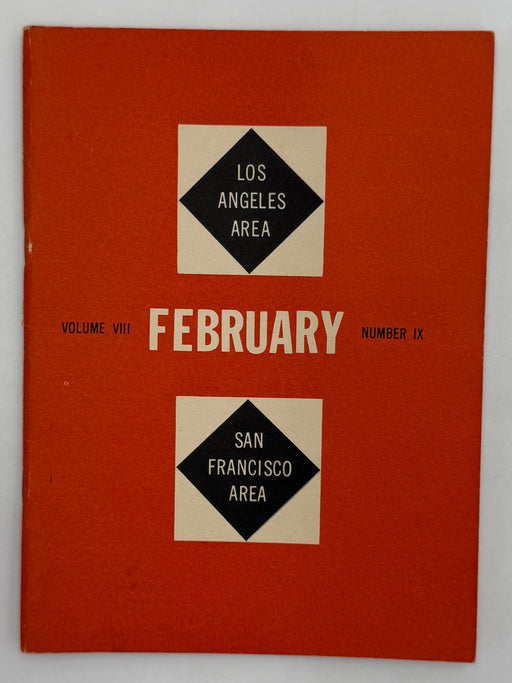 LOS
ANGELES
AREA
VOLUME VIII FEBRUARY NUMBER IX
SAN
FRANCISCO
AREA